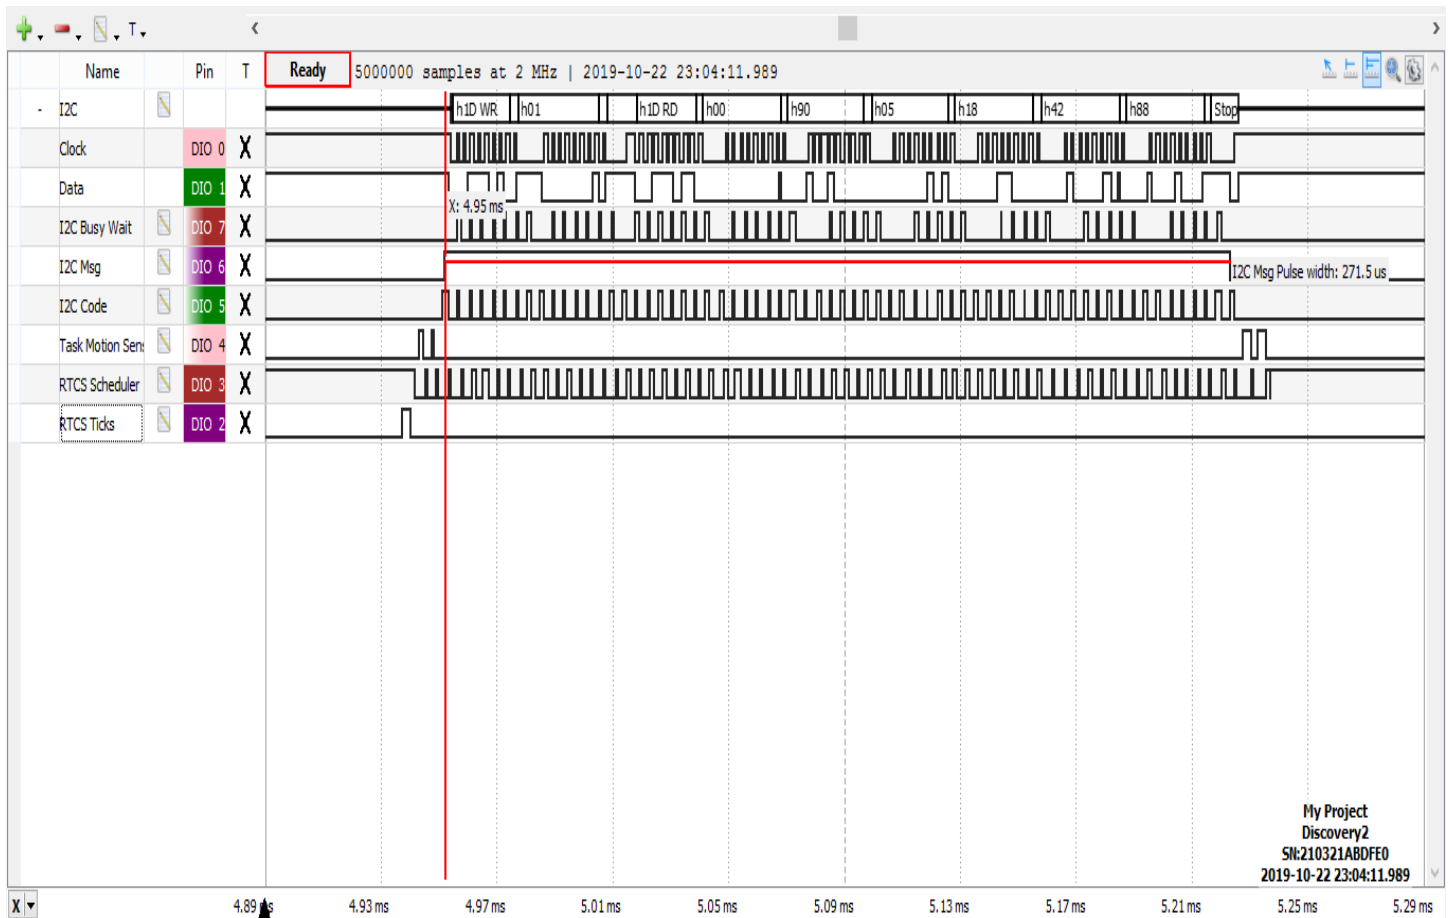 T
Name Pin T Ready 5000000 samples at 2 MHz | 2019-10-22 23:04:11.989
- I2C h1D WR h01 h1D RD h00 h90 h05 h18 h42 h88 Stop
Clock DIO 0 X
Data DIO 1 X
X: 4.95 ms
I2C Busy Wait DIO 7 X
I2C Msg DIO 6 X
I2C Msg Pulse width: 271.5 us
I2C Code DIO 5 X
Task Motion Sen DIO 4 X
RTCS Scheduler DIO 3 X
RTCS Ticks DIO 2 X
My Project
Discovery2
SN:210321ABDFE0
2019-10-22 23:04:11.989
X 4.89 ms 4.93 ms 4.97 ms 5.01 ms 5.05 ms 5.09 ms 5.13 ms 5.17 ms 5.21 ms 5.25 ms 5.29 ms